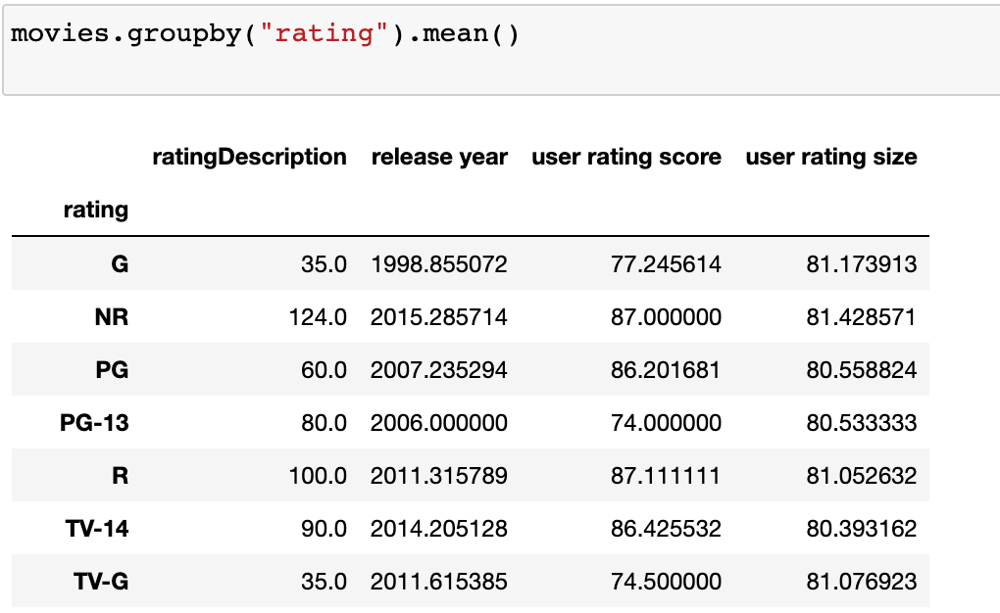 movies.groupby("rating").mean()
ratingDescription release year user rating score user rating size
rating
G 35.0 1998.855072 77.245614 81.173913
NR 124.0 2015.285714 87.000000 81.428571
PG 60.0 2007.235294 86.201681 80.558824
PG-13 80.0 2006.000000 74.000000 80.533333
R 100.0 2011.315789 87.111111 81.052632
TV-14 90.0 2014.205128 86.425532 80.393162
TV-G 35.0 2011.615385 74.500000 81.076923